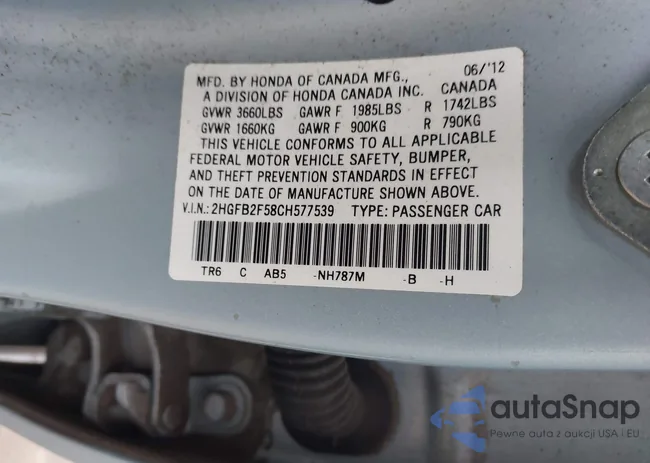 06/'12
MFD. BY HONDA OF CANADA MFG.,
A DIVISION OF HONDA CANADA INC. CANADA
GVWR 3660LBS GAWR F 1985LBS R 1742LBS
GVWR 1660KG GAWR F 900KG R 790KG
THIS VEHICLE CONFORMS TO ALL APPLICABLE
FEDERAL MOTOR VEHICLE SAFETY, BUMPER,
AND THEFT PREVENTION STANDARDS IN EFFECT
ON THE DATE OF MANUFACTURE SHOWN ABOVE.
V.I.N.: 2HGFB2F58CH577539 TYPE: PASSENGER CAR
TR6 C AB5 -NH787M -B -H
autaSnap
Pewne auta z aukcji USA i EU